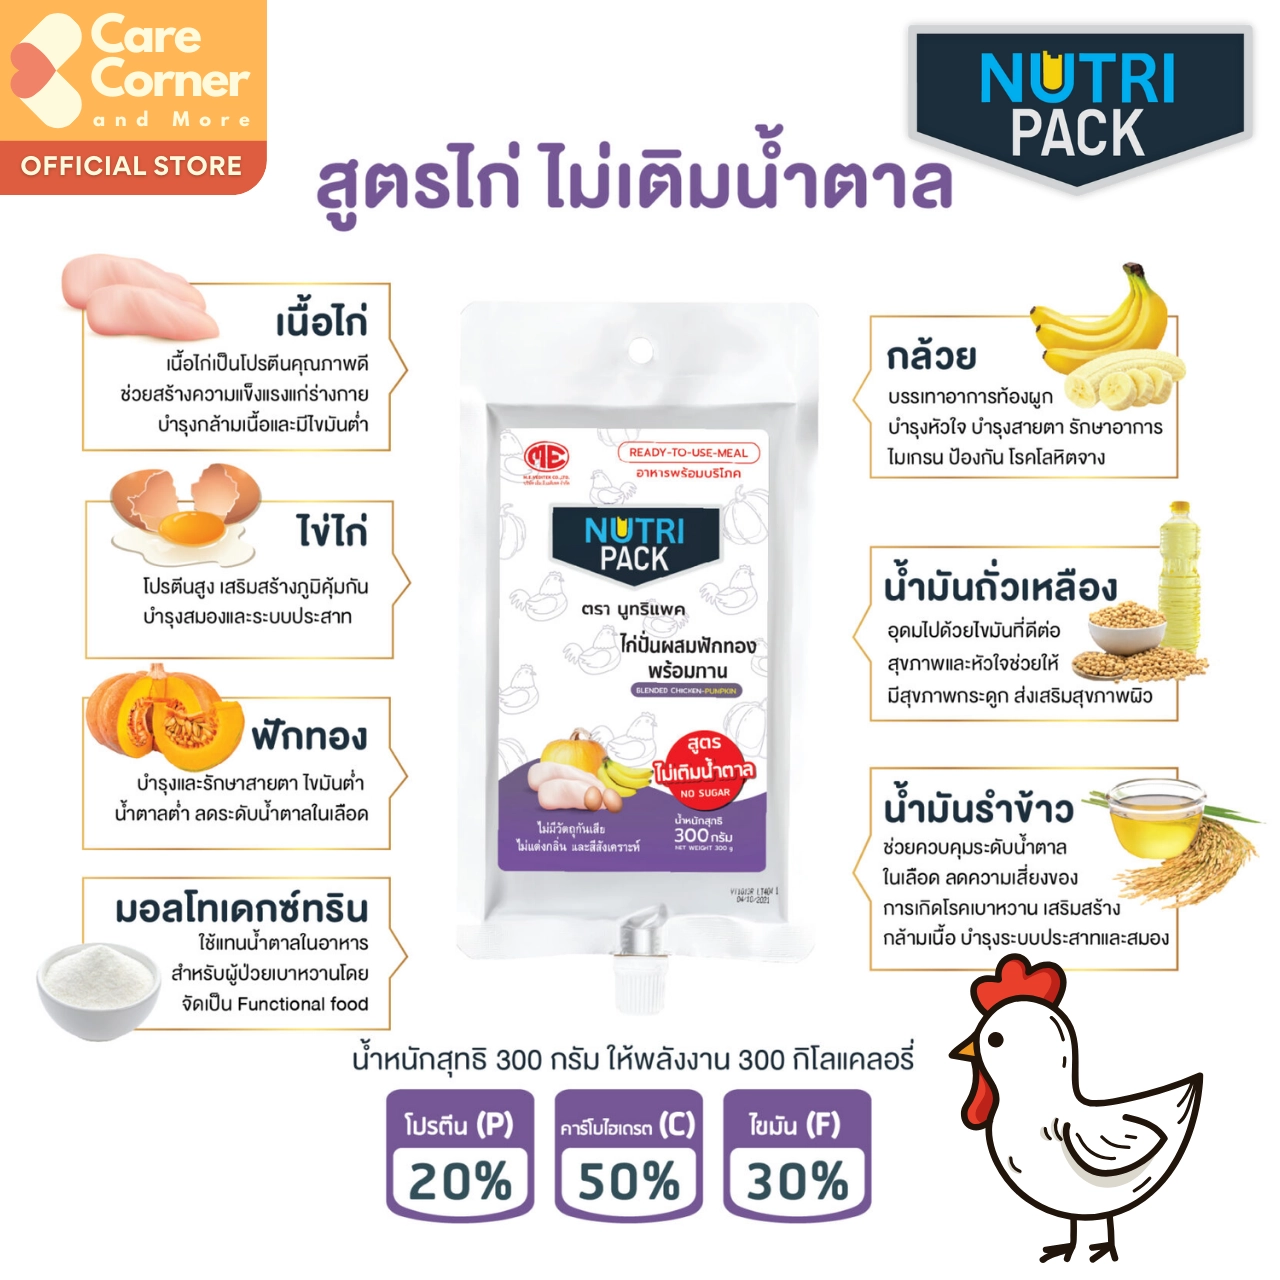 Care
Corner
and More
OFFICIAL STORE
NUTRI
PACK
สูตรไก่ ไม่เติมน้ำตาล
เนื้อไก่
เนื้อไก่เป็นโปรตีนคุณภาพดี
ช่วยสร้างความแข็งแรงแก่ร่างกาย
บำรุงกล้ามเนื้อและมีไขมันต่ำ
ไข่ไก่
โปรตีนสูง เสริมสร้างภูมิคุ้มกัน
บำรุงสมองและระบบประสาท
ฟักทอง
บำรุงและรักษาสายตา ไขมันต่ำ
น้ำตาลต่ำ ลดระดับน้ำตาลในเลือด
มอลโทเดกซ์ทริน
ใช้แทนน้ำตาลในอาหาร
สำหรับผู้ป่วยเบาหวานโดย
จัดเป็น Functional food
ME
READY-TO-USE-MEAL
อาหารพร้อมบริโภค
NUTRI
PACK
ตรา นูทริแพค
ไก่ปั่นผสมฟักทอง
พร้อมทาน
BLENDED CHICKEN-PUMPKIN
สูตร
ไม่เติมน้ำตาล
NO SUGAR
ไม่มีวัตถุกันเสีย
ไม่แต่งกลิ่น และสีสังเคราะห์
น้ำหนักสุทธิ
300 กรัม
NET WEIGHT 300 g
04/10/2021
กล้วย
บรรเทาอาการท้องผูก
บำรุงหัวใจ บำรุงสายตา รักษาอาการ
ไมเกรน ป้องกัน โรคโลหิตจาง
น้ำมันถั่วเหลือง
อุดมไปด้วยไขมันที่ดีต่อ
สุขภาพและหัวใจช่วยให้
มีสุขภาพกระดูก ส่งเสริมสุขภาพผิว
น้ำมันรำข้าว
ช่วยควบคุมระดับน้ำตาล
ในเลือด ลดความเสี่ยงของ
การเกิดโรคเบาหวาน เสริมสร้าง
กล้ามเนื้อ บำรุงระบบประสาทและสมอง
น้ำหนักสุทธิ 300 กรัม ให้พลังงาน 300 กิโลแคลอรี่
โปรตีน (P)
20%
คาร์โบไฮเดรต (C)
50%
ไขมัน (F)
30%